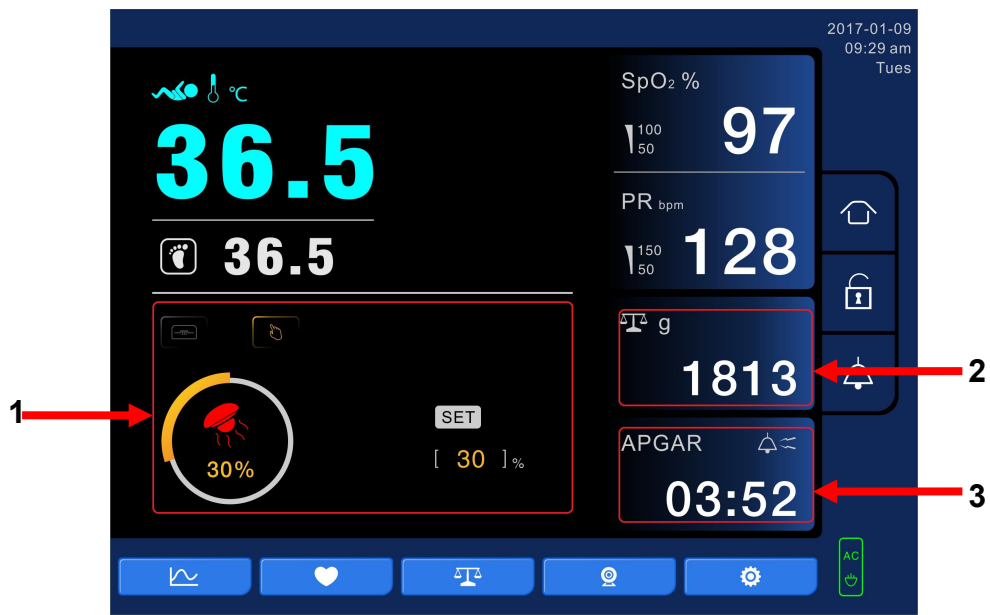 2017-01-09
09:29 am
Tues
°C
36.5
36.5
SpO₂ %
100
50
97
PR bpm
150
50
128
1
30%
SET
[ 30 ] %
g
1813
2
APGAR
03:52
3
AC